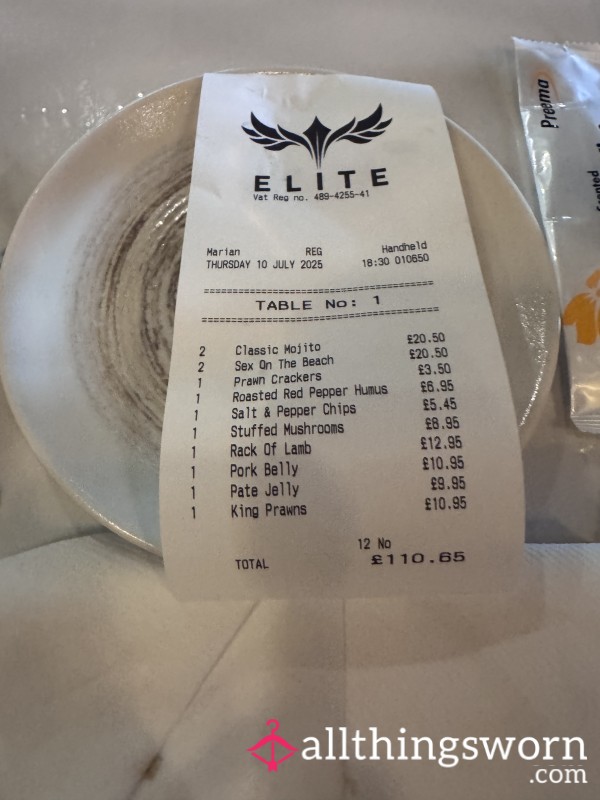 ELITE
Vat Reg no. 489-4255-41
Marian REG Handheld
THURSDAY 10 JULY 2025 18:30 010650
TABLE No: 1
2 Classic Mojito £20.50
2 Sex On The Beach £20.50
1 Prawn Crackers £3.50
1 Roasted Red Pepper Humus £6.95
1 Salt & Pepper Chips £5.45
1 Stuffed Mushrooms £8.95
1 Rack Of Lamb £12.95
1 Pork Belly £10.95
1 Pate Jelly £9.95
1 King Prawns £10.95
12 No
TOTAL £110.65
Preema
Scented
allthingsworn
.com